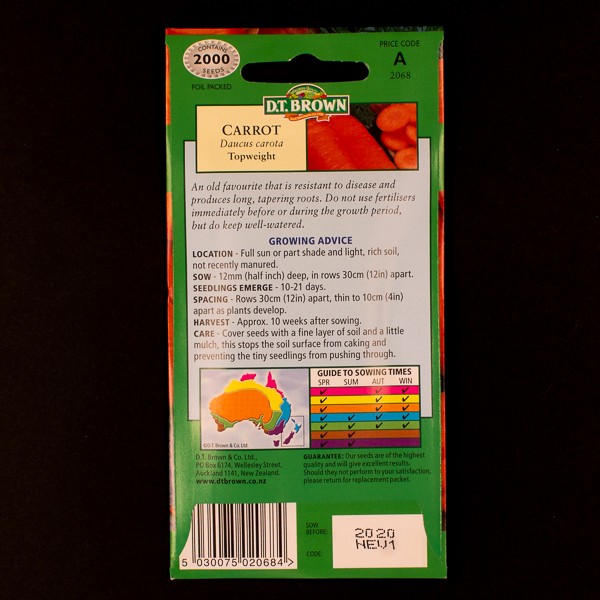 CONTAINS
2000
SEEDS
FOIL PACKED
PRICE CODE
A
2068
D.T. BROWN
CARROT
Daucus carota
Topweight
An old favourite that is resistant to disease and
produces long, tapering roots. Do not use fertilisers
immediately before or during the growth period,
but do keep well-watered.
GROWING ADVICE
LOCATION - Full sun or part shade and light, rich soil,
not recently manured.
SOW - 12mm (half inch) deep, in rows 30cm (12in) apart.
SEEDLINGS EMERGE - 10-21 days.
SPACING - Rows 30cm (12in) apart, thin to 10cm (4in)
apart as plants develop.
HARVEST - Approx. 10 weeks after sowing.
CARE - Cover seeds with a fine layer of soil and a little
mulch, this stops the soil surface from caking and
preventing the tiny seedlings from pushing through.
GUIDE TO SOWING TIMES
SPR SUM AUT WIN
©D T. Brown & Co. Ltd.
D.T. Brown & Co. Ltd.,
PO Box 6174, Wellesley Street,
Auckland 1141, New Zealand.
www.dtbrown.co.nz
GUARANTEE: Our seeds are of the highest
quality and will give excellent results.
Should they not perform to your satisfaction,
please return for replacement packet.
SOW
BEFORE:
2020
CODE:
NEV1
5 030075 020684 >